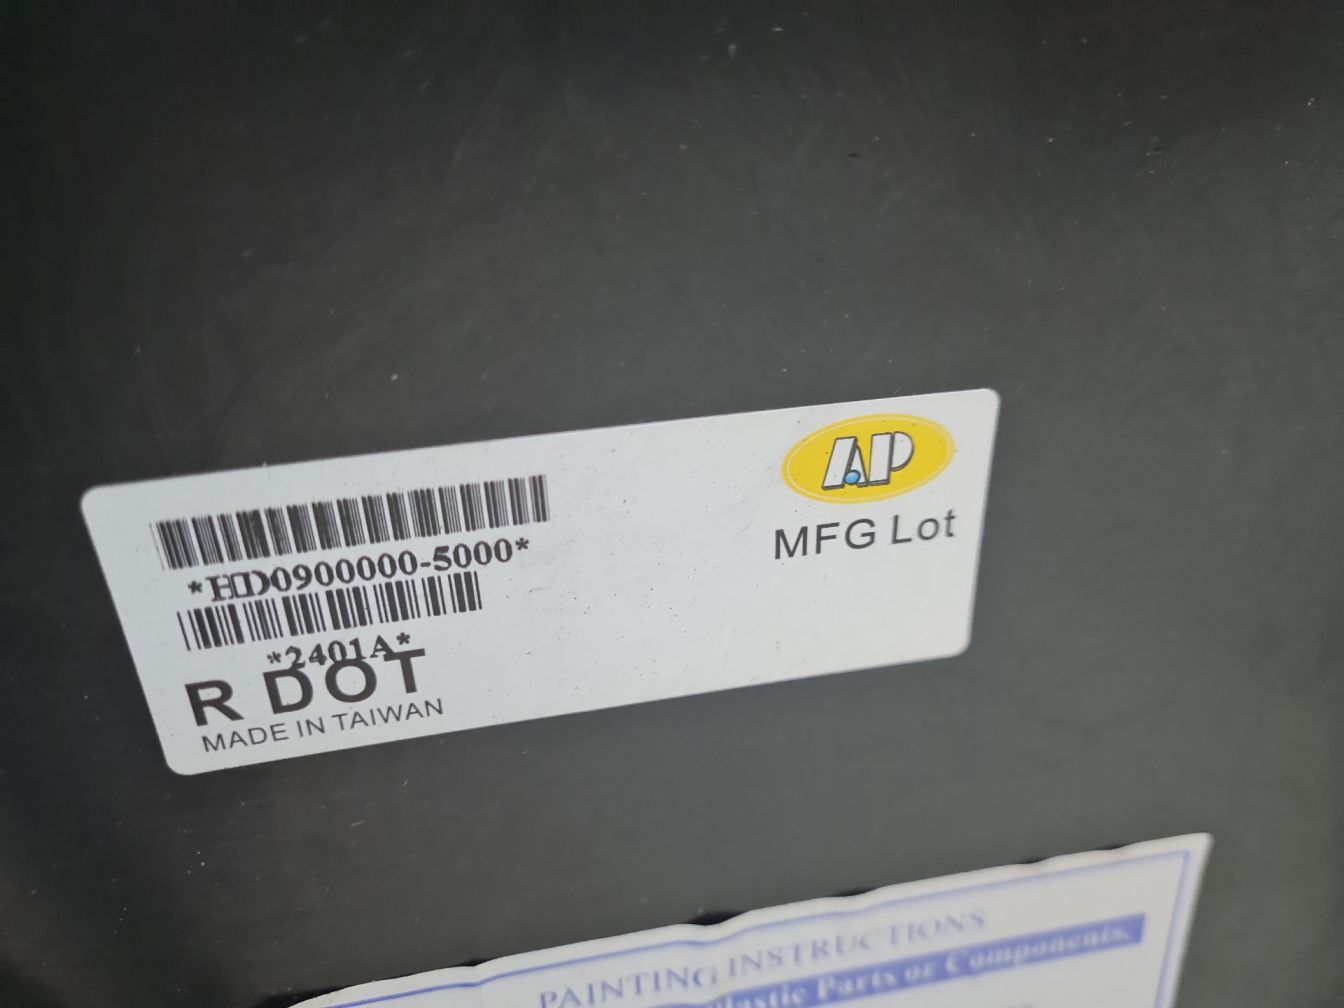 AP
MFG Lot
*HD0900000-5000*
*2401A*
R DOT
MADE IN TAIWAN
PAINTING INSTRUCTIONS
Plastic Parts or Components.